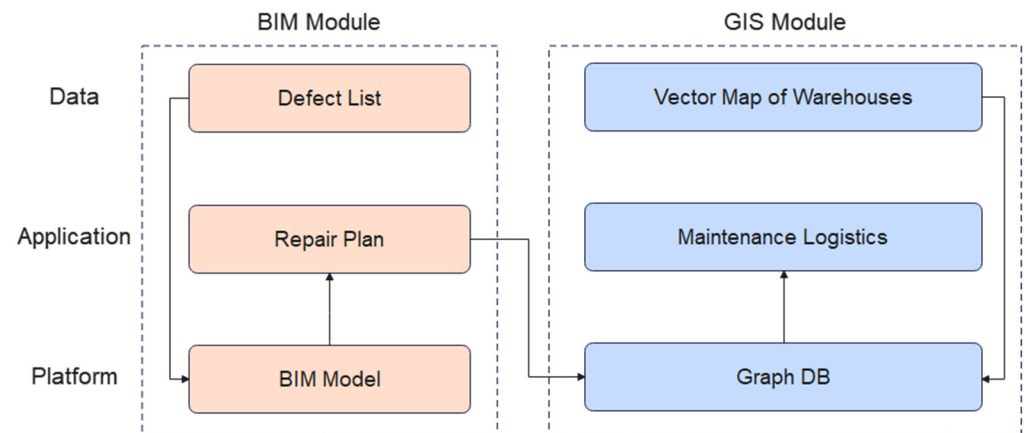 BIM Module
GIS Module
Data
Defect List
Vector Map of Warehouses
Application
Repair Plan
Maintenance Logistics
Platform
BIM Model
Graph DB